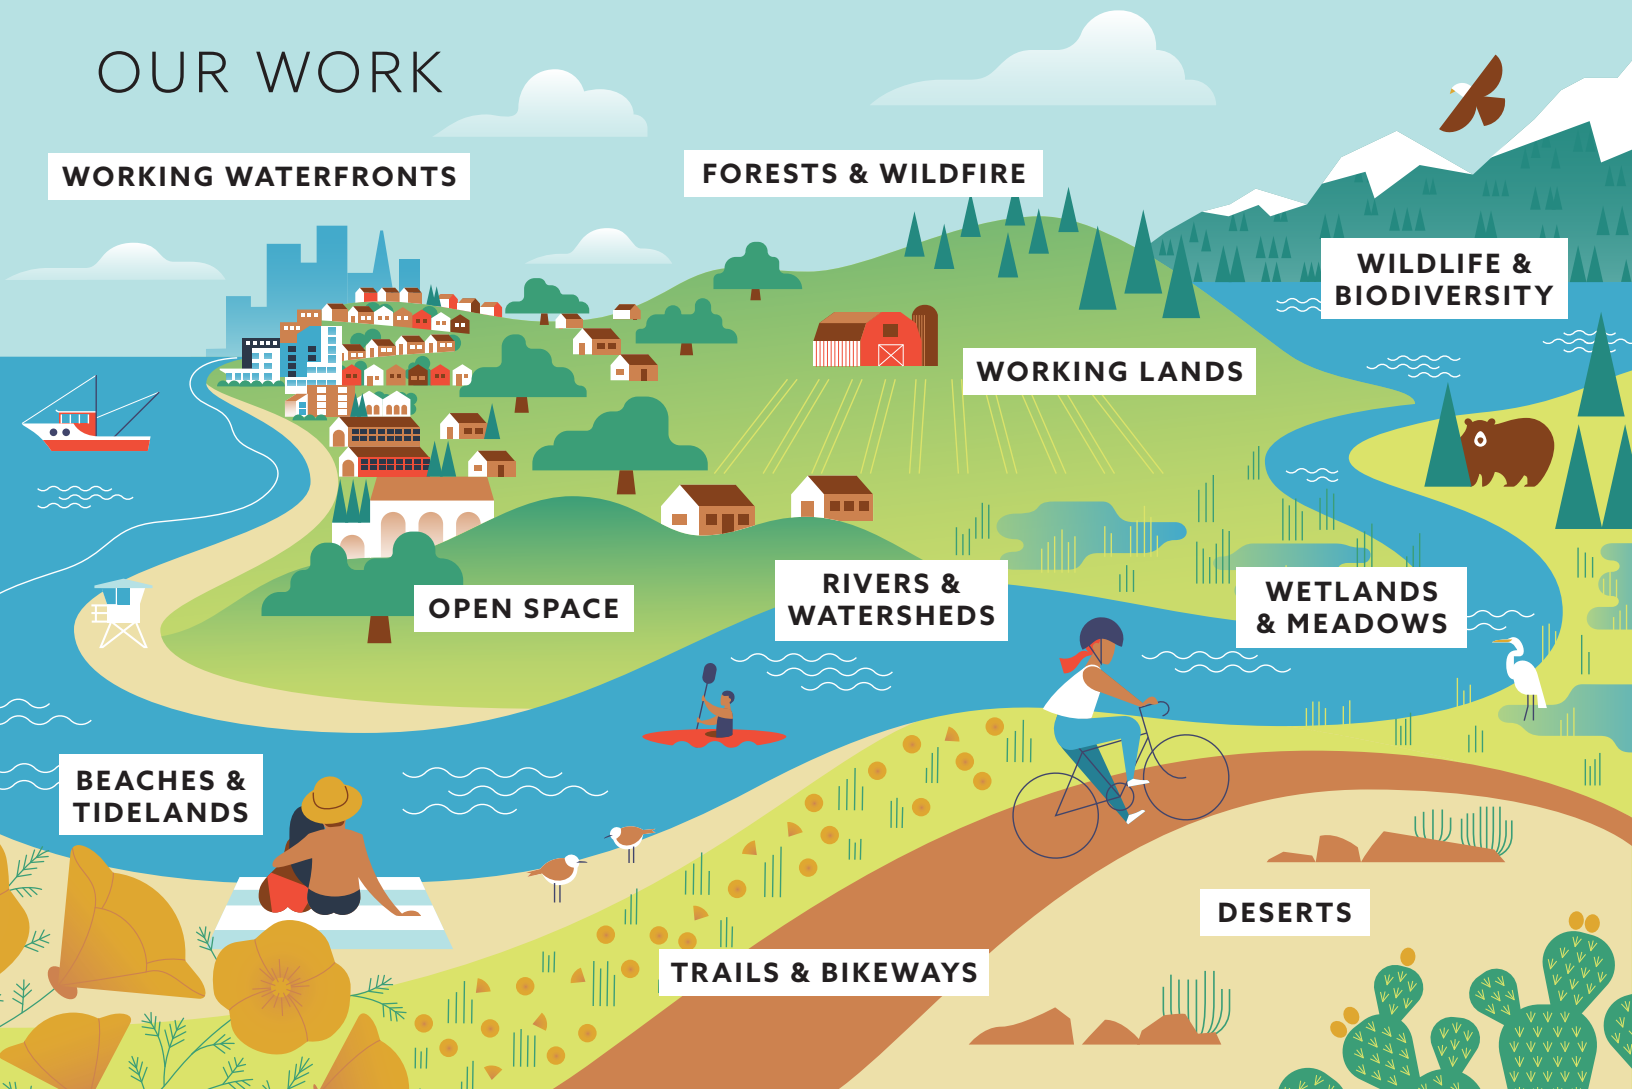 OUR WORK
WORKING WATERFRONTS
FORESTS & WILDFIRE
WILDLIFE &
BIODIVERSITY
WORKING LANDS
OPEN SPACE
RIVERS &
WATERSHEDS
WETLANDS
& MEADOWS
BEACHES &
TIDELANDS
DESERTS
TRAILS & BIKEWAYS